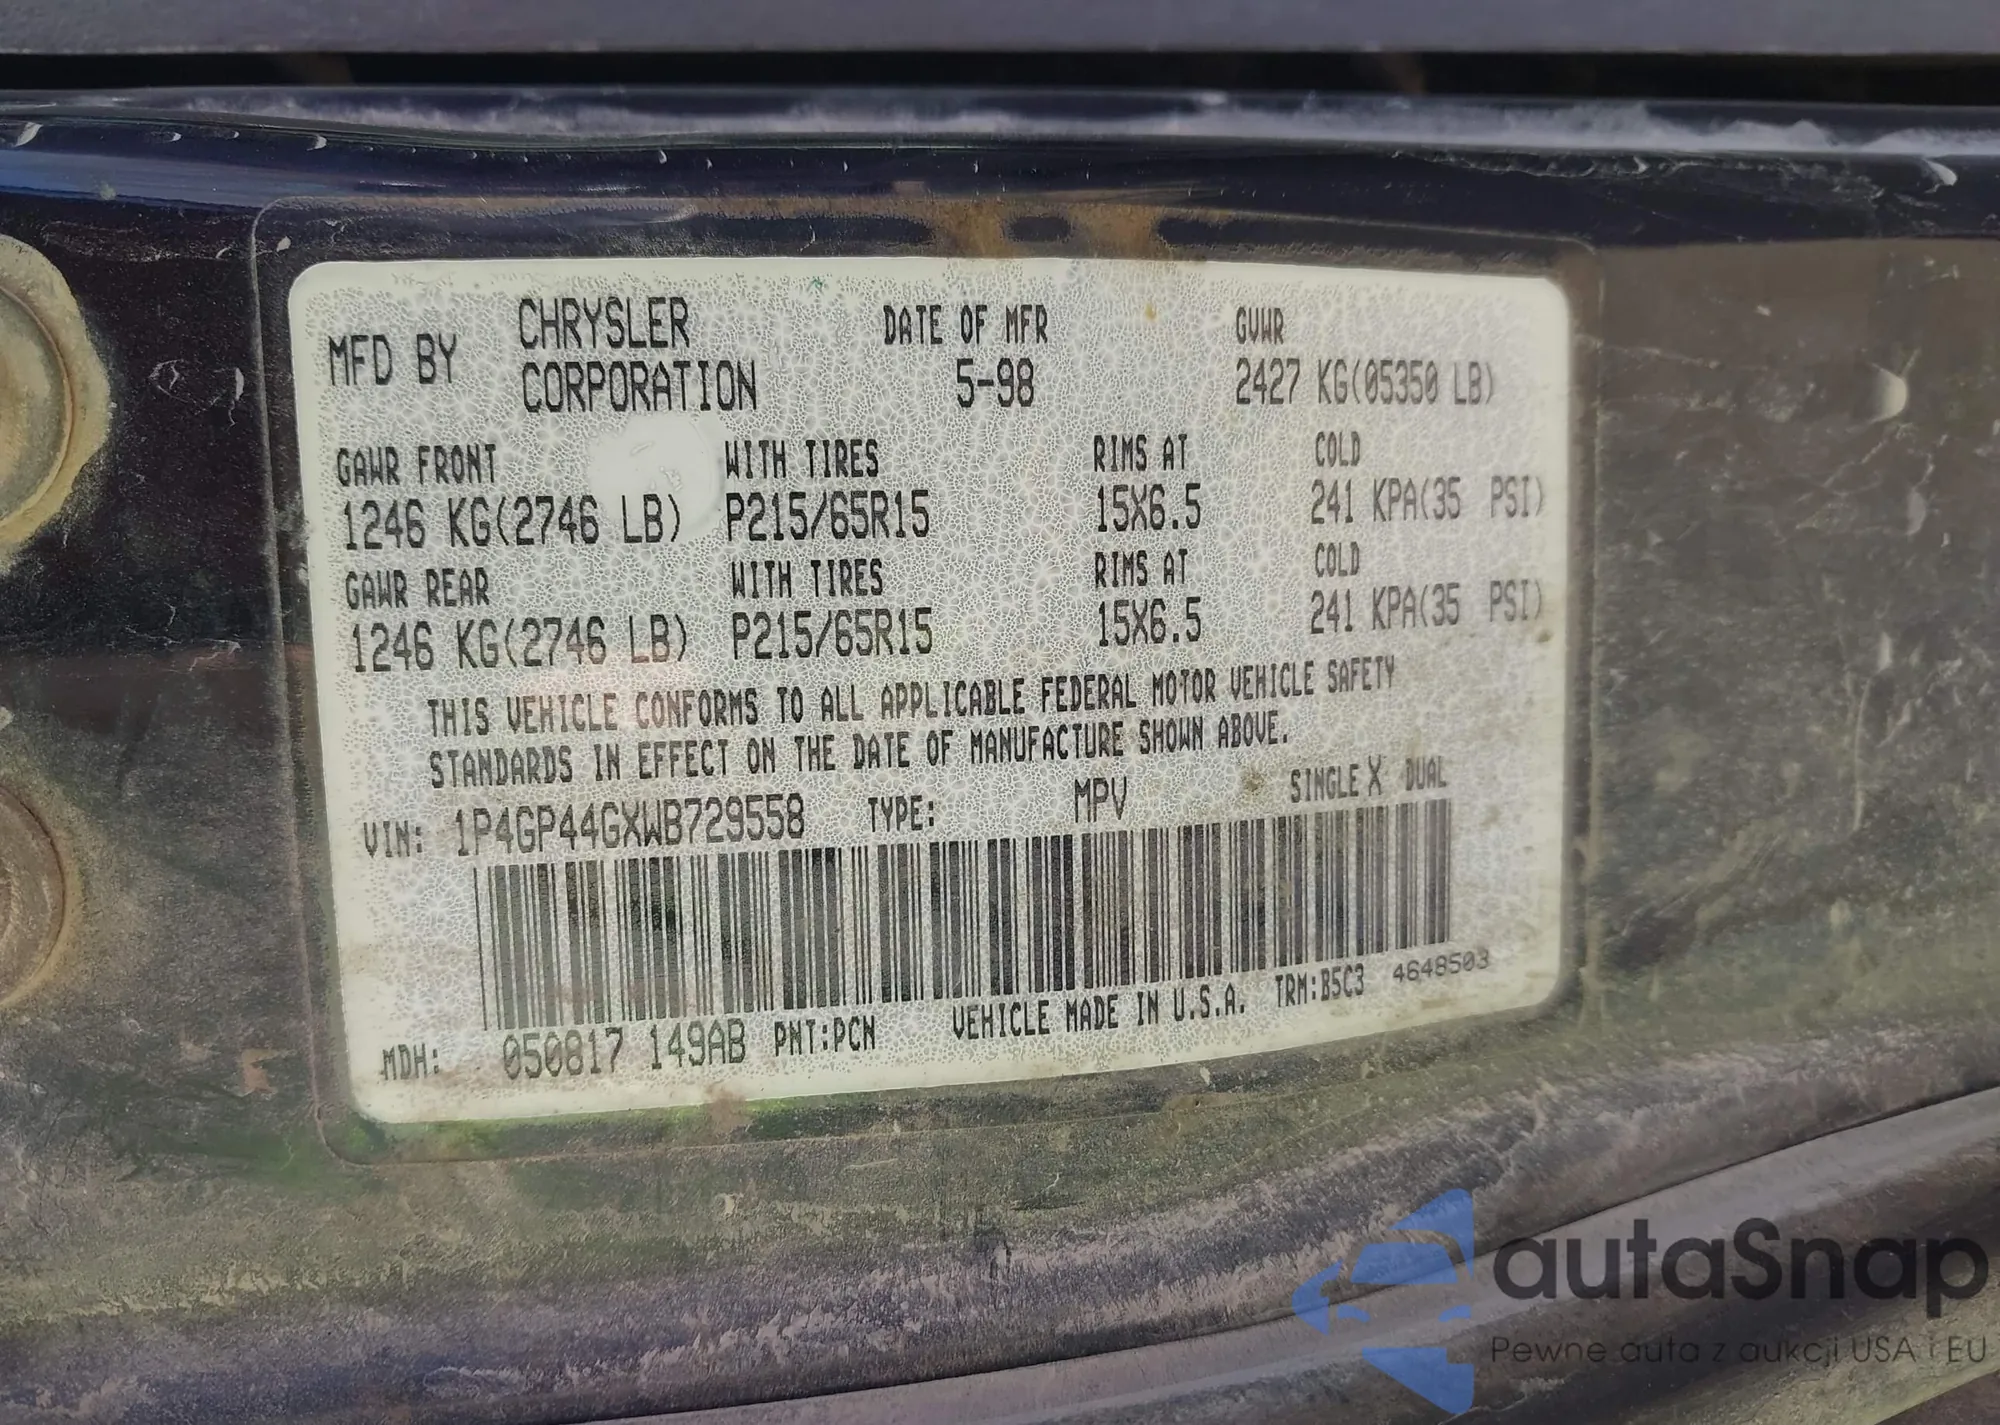 MFD BY CHRYSLER CORPORATION DATE OF MFR 5-98 GVWR 2427 KG(05350 LB)
GAWR FRONT WITH TIRES RIMS AT COLD
1246 KG(2746 LB) P215/65R15 15X6.5 241 KPA(35 PSI)
GAWR REAR WITH TIRES RIMS AT COLD
1246 KG(2746 LB) P215/65R15 15X6.5 241 KPA(35 PSI)
THIS VEHICLE CONFORMS TO ALL APPLICABLE FEDERAL MOTOR VEHICLE SAFETY
STANDARDS IN EFFECT ON THE DATE OF MANUFACTURE SHOWN ABOVE.
VIN: 1P4GP44GXWB729558 TYPE: MPV SINGLE X DUAL
MDH: 050817 149AB PNT:PCN VEHICLE MADE IN U.S.A. TRM:B5C3 4648503
autaSnap
Pewne auta z aukcji USA i EU